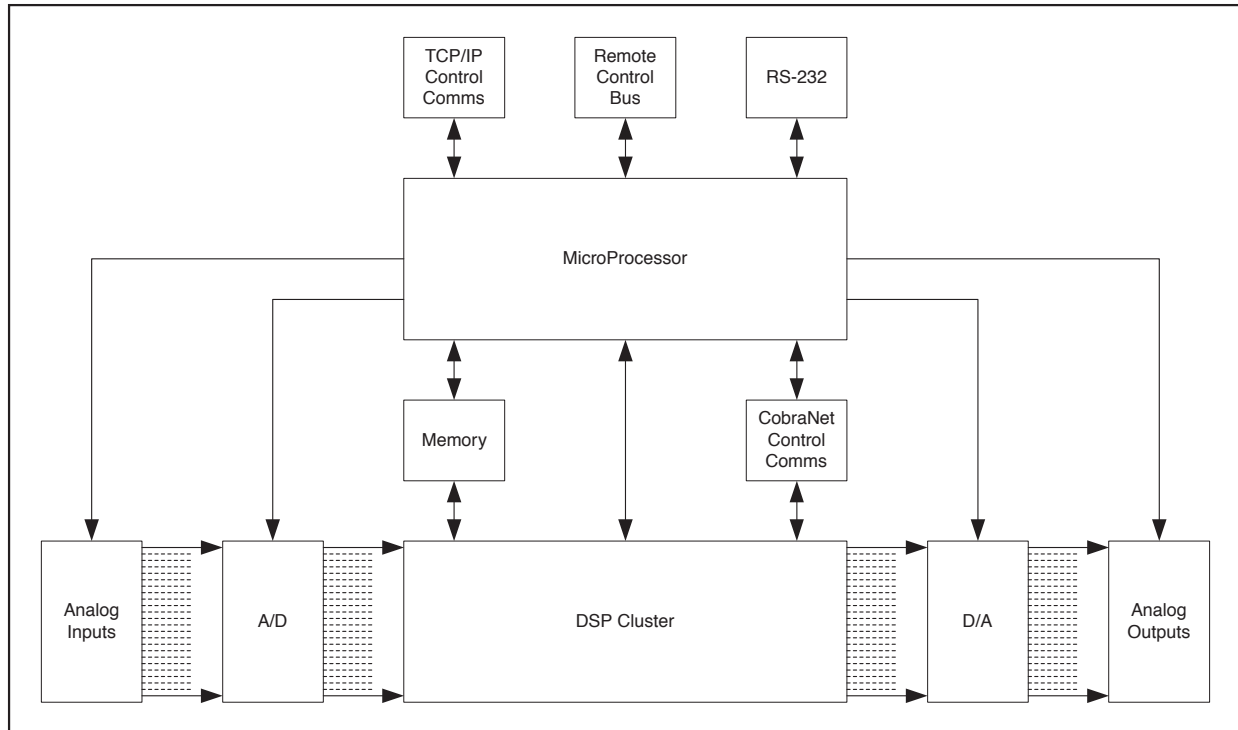 TCP/IP
Control
Comms
Remote
Control
Bus
RS-232
MicroProcessor
Memory
CobraNet
Control
Comms
Analog
Inputs
A/D
DSP Cluster
D/A
Analog
Outputs